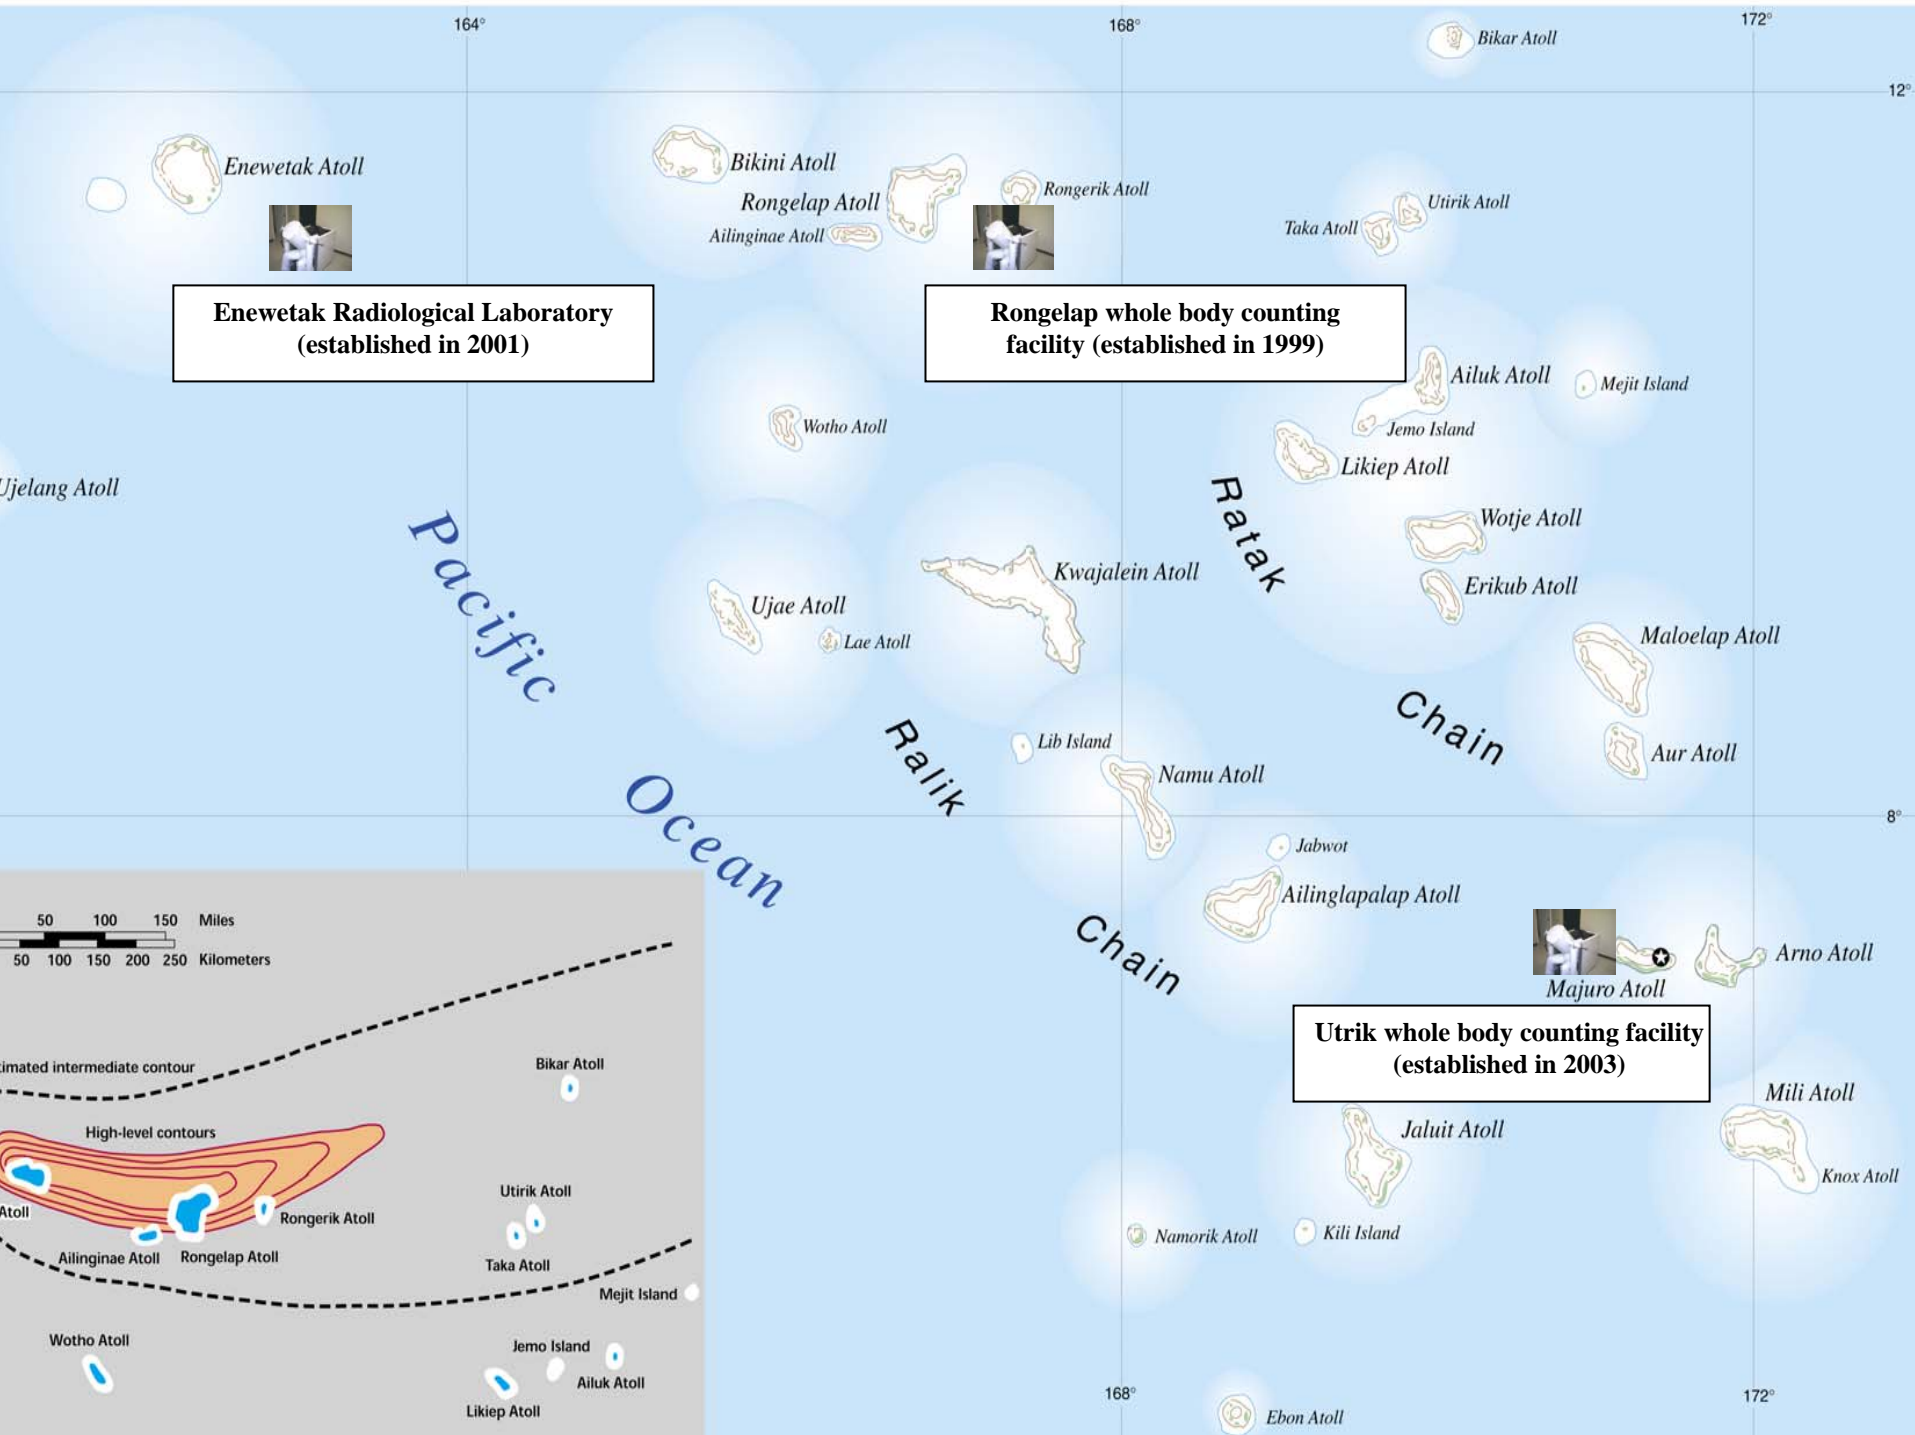 164°
168°
172°
Bikar Atoll
12°
Enewetak Atoll
Bikini Atoll
Rongelap Atoll
Rongerik Atoll
Ailinginae Atoll
Utirik Atoll
Taka Atoll
Enewetak Radiological Laboratory
(established in 2001)
Rongelap whole body counting
facility (established in 1999)
Ailuk Atoll
Mejit Island
Jemo Island
Wotho Atoll
Likiep Atoll
Ujelang Atoll
Ratak
Wotje Atoll
Pacific
Kwajalein Atoll
Erikub Atoll
Ujae Atoll
Lae Atoll
Maloelap Atoll
Chain
Ralik
Lib Island
Aur Atoll
Namu Atoll
Ocean
8°
Jabwot
Ailinglapalap Atoll
Chain
Arno Atoll
Majuro Atoll
Utrik whole body counting facility
(established in 2003)
Mili Atoll
Jaluit Atoll
Knox Atoll
Namorik Atoll
Kili Island
168°
172°
Ebon Atoll
50 100 150 Miles
50 100 150 200 250 Kilometers
intermediate contour
Bikar Atoll
High-level contours
Utirik Atoll
Atoll
Rongerik Atoll
Ailinginae Atoll
Rongelap Atoll
Taka Atoll
Mejit Island
Wotho Atoll
Jemo Island
Ailuk Atoll
Likiep Atoll